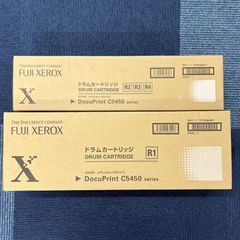 THE DOCUMENT COMPANY
FUJI XEROX
ドラムカートリッジ
DRUM CARTRIDGE
R2 R3 R4
DocuPrint C5450 series
THE DOCUMENT COMPANY
FUJI XEROX
ドラムカートリッジ
DRUM CARTRIDGE
R1
DocuPrint C5450 series